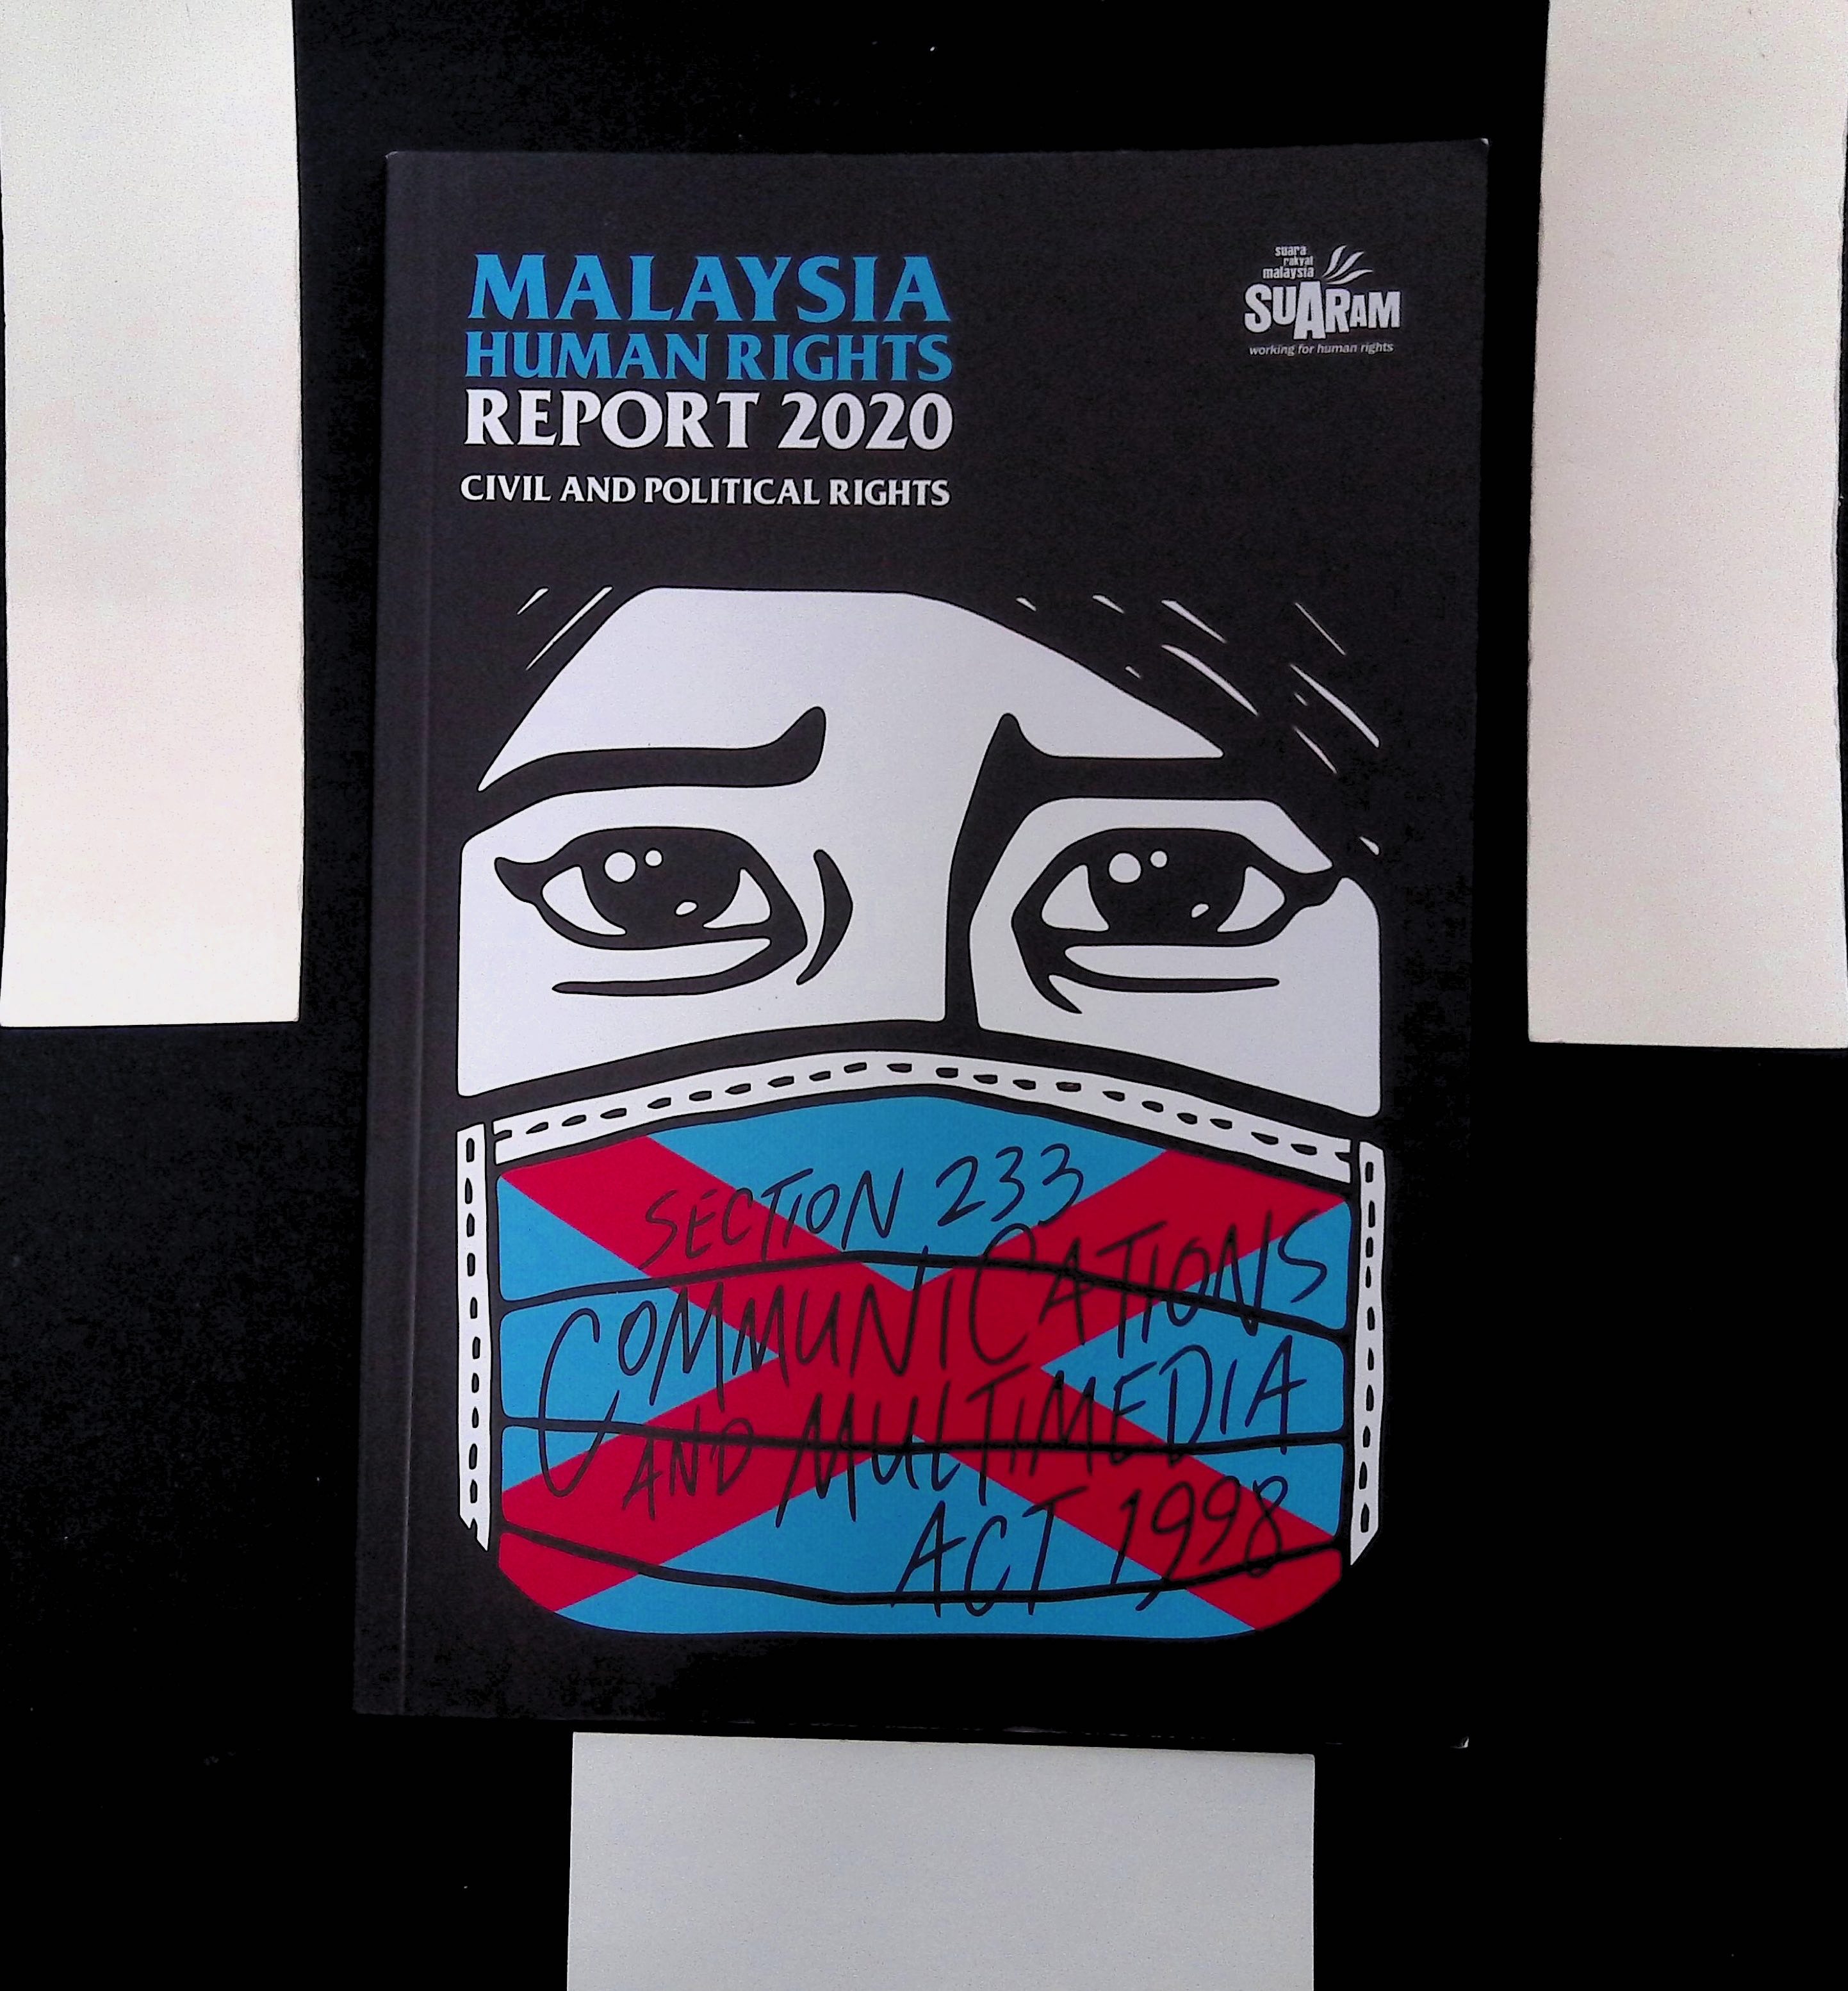 MALAYSIA
HUMAN RIGHTS
REPORT 2020
CIVIL AND POLITICAL RIGHTS
suara
rakyat
malaysia
SUARAM
working for human rights
SECTION 233
COMMUNICATIONS
AND MULTIMEDIA
ACT 1998